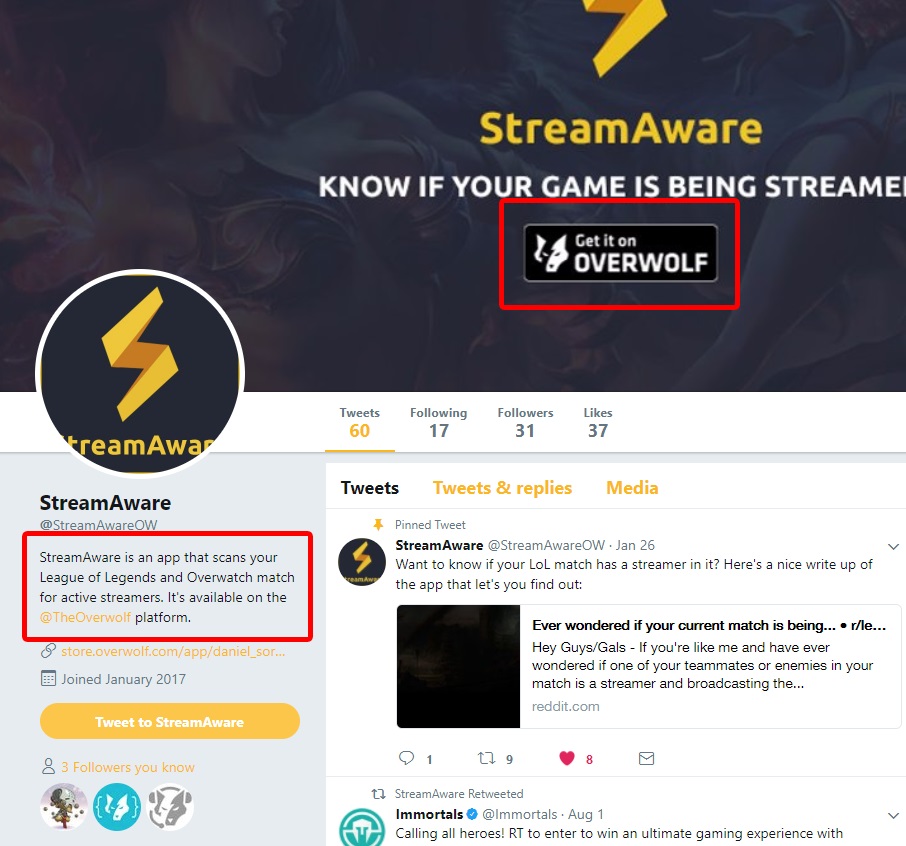 StreamAware
KNOW IF YOUR GAME IS BEING STREAMED
Get it on
OVERWOLF
StreamAwar
Tweets Following Followers Likes
60 17 31 37
StreamAware
@StreamAwareOW
StreamAware is an app that scans your
League of Legends and Overwatch match
for active streamers. It's available on the
@TheOverwolf platform.
store.overwolf.com/app/daniel_sor...
Joined January 2017
Tweet to StreamAware
3 Followers you know
Tweets Tweets & replies Media
Pinned Tweet
StreamAware @StreamAwareOW · Jan 26
Want to know if your LoL match has a streamer in it? Here's a nice write up of
the app that let's you find out:
Ever wondered if your current match is being... • r/le...
Hey Guys/Gals - If you're like me and have ever
wondered if one of your teammates or enemies in your
match is a streamer and broadcasting the...
reddit.com
1 9 8
StreamAware Retweeted
Immortals @Immortals · Aug 1
Calling all heroes! RT to enter to win an ultimate gaming experience with